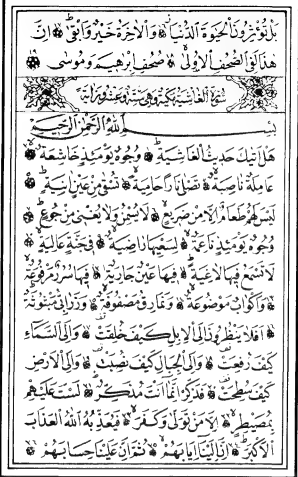 بَلْ تُؤْثِرُونَ الْحَيٰوةَ الدُّنْيَا ۝ وَالْاٰخِرَةُ خَيْرٌ وَاَبْقٰى ۝ اِنَّ
هٰذَا لَفِى الصُّحُفِ الْاُولٰى ۝ صُحُفِ اِبْرٰهِيمَ وَمُوسٰى ۝
سُورَةُ الْغَاشِيَةِ مَكِّيَّةٌ وَهِىَ سِتٌّ وَعِشْرُونَ اٰيَةً
بِسْمِ اللّٰهِ الرَّحْمٰنِ الرَّحِيمِ
هَلْ اَتٰيكَ حَدِيثُ الْغَاشِيَةِ ۝ وُجُوهٌ يَوْمَئِذٍ خَاشِعَةٌ ۝
عَامِلَةٌ نَاصِبَةٌ ۝ تَصْلٰى نَارًا حَامِيَةً ۝ تُسْقٰى مِنْ عَيْنٍ اٰنِيَةٍ ۝
لَيْسَ لَهُمْ طَعَامٌ اِلَّا مِنْ ضَرِيعٍ ۝ لَا يُسْمِنُ وَلَا يُغْنِى مِنْ جُوعٍ ۝
وُجُوهٌ يَوْمَئِذٍ نَاعِمَةٌ ۝ لِسَعْيِهَا رَاضِيَةٌ ۝ فِى جَنَّةٍ عَالِيَةٍ ۝
لَا تَسْمَعُ فِيهَا لَاغِيَةً ۝ فِيهَا عَيْنٌ جَارِيَةٌ ۝ فِيهَا سُرُرٌ مَرْفُوعَةٌ ۝
وَاَكْوَابٌ مَوْضُوعَةٌ ۝ وَنَمَارِقُ مَصْفُوفَةٌ ۝ وَزَرَابِىُّ مَبْثُوثَةٌ ۝
اَفَلَا يَنْظُرُونَ اِلَى الْاِبِلِ كَيْفَ خُلِقَتْ ۝ وَاِلَى السَّمَاءِ
كَيْفَ رُفِعَتْ ۝ وَاِلَى الْجِبَالِ كَيْفَ نُصِبَتْ ۝ وَاِلَى الْاَرْضِ
كَيْفَ سُطِحَتْ ۝ فَذَكِّرْ اِنَّمَا اَنْتَ مُذَكِّرٌ ۝ لَسْتَ عَلَيْهِمْ
بِمُصَيْطِرٍ ۝ اِلَّا مَنْ تَوَلّٰى وَكَفَرَ ۝ فَيُعَذِّبُهُ اللّٰهُ الْعَذَابَ
الْاَكْبَرَ ۝ اِنَّ اِلَيْنَا اِيَابَهُمْ ۝ ثُمَّ اِنَّ عَلَيْنَا حِسَابَهُمْ ۝